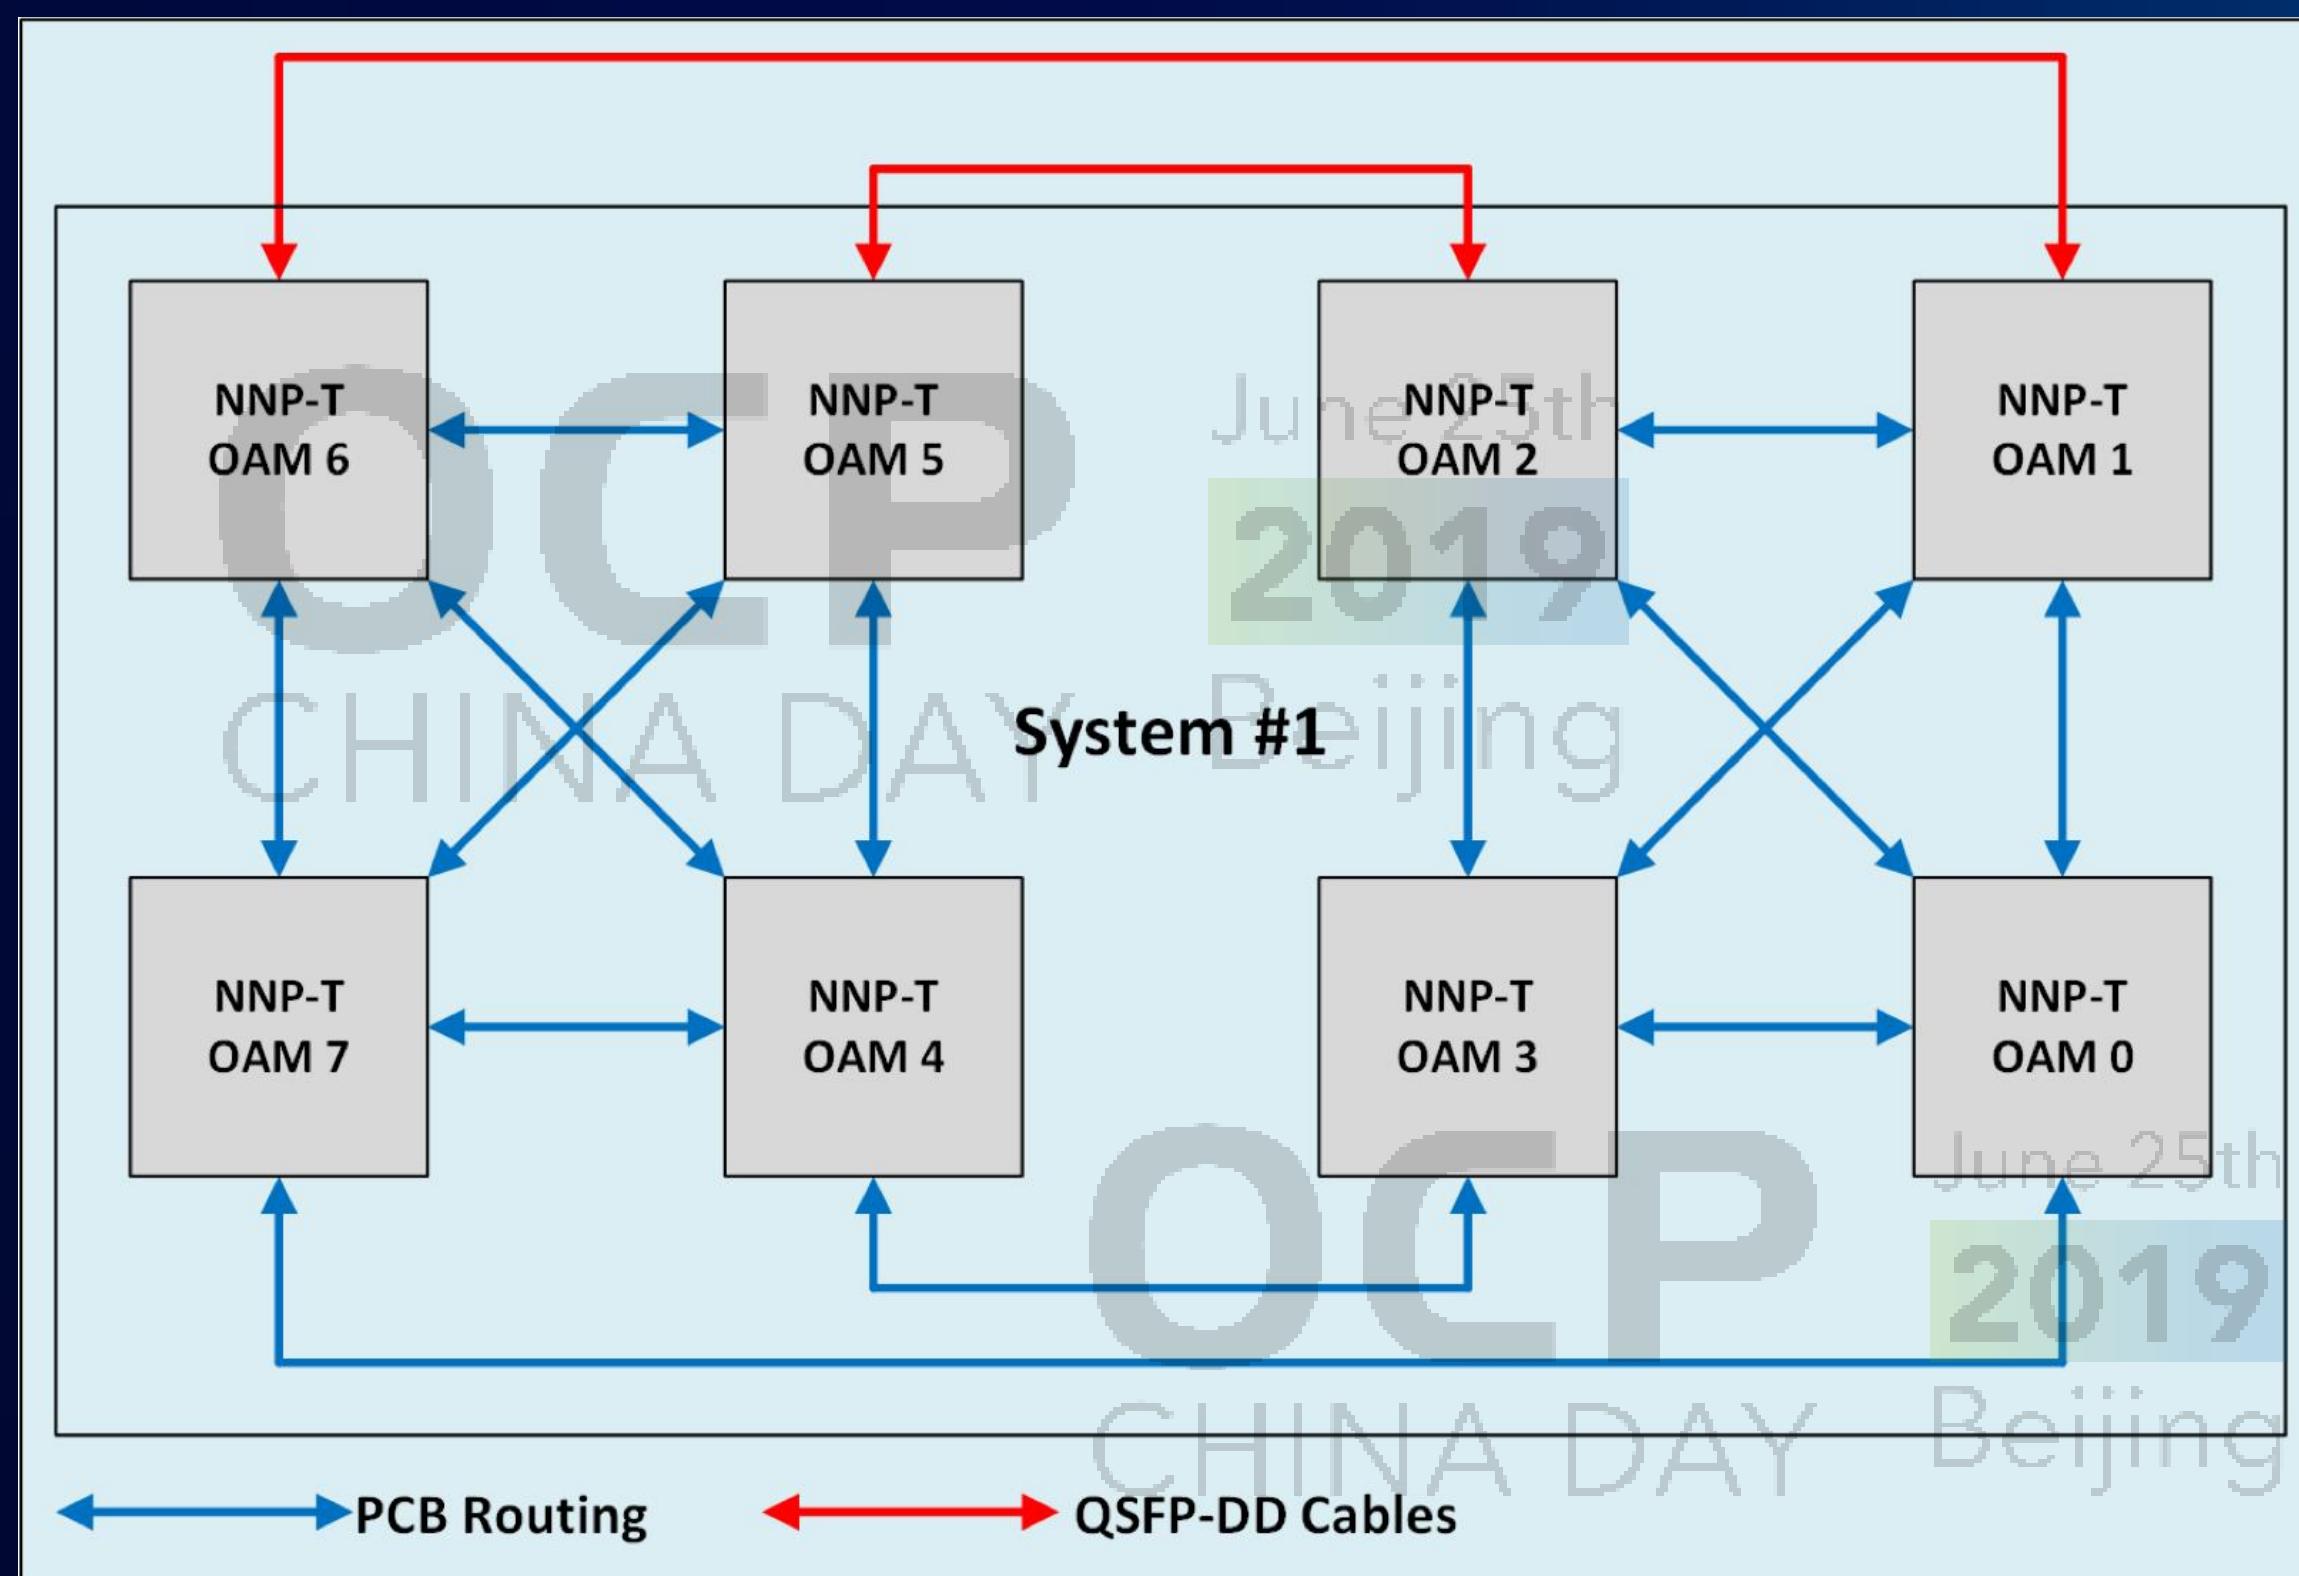 NNP-T
OAM 6
NNP-T
OAM 5
NNP-T
OAM 2
NNP-T
OAM 1
OCP
CHINA DAY
June 25th
2019
Beijing
System #1
NNP-T
OAM 7
NNP-T
OAM 4
NNP-T
OAM 3
NNP-T
OAM 0
OCP
CHINA DAY
June 25th
2019
Beijing
PCB Routing
QSFP-DD Cables